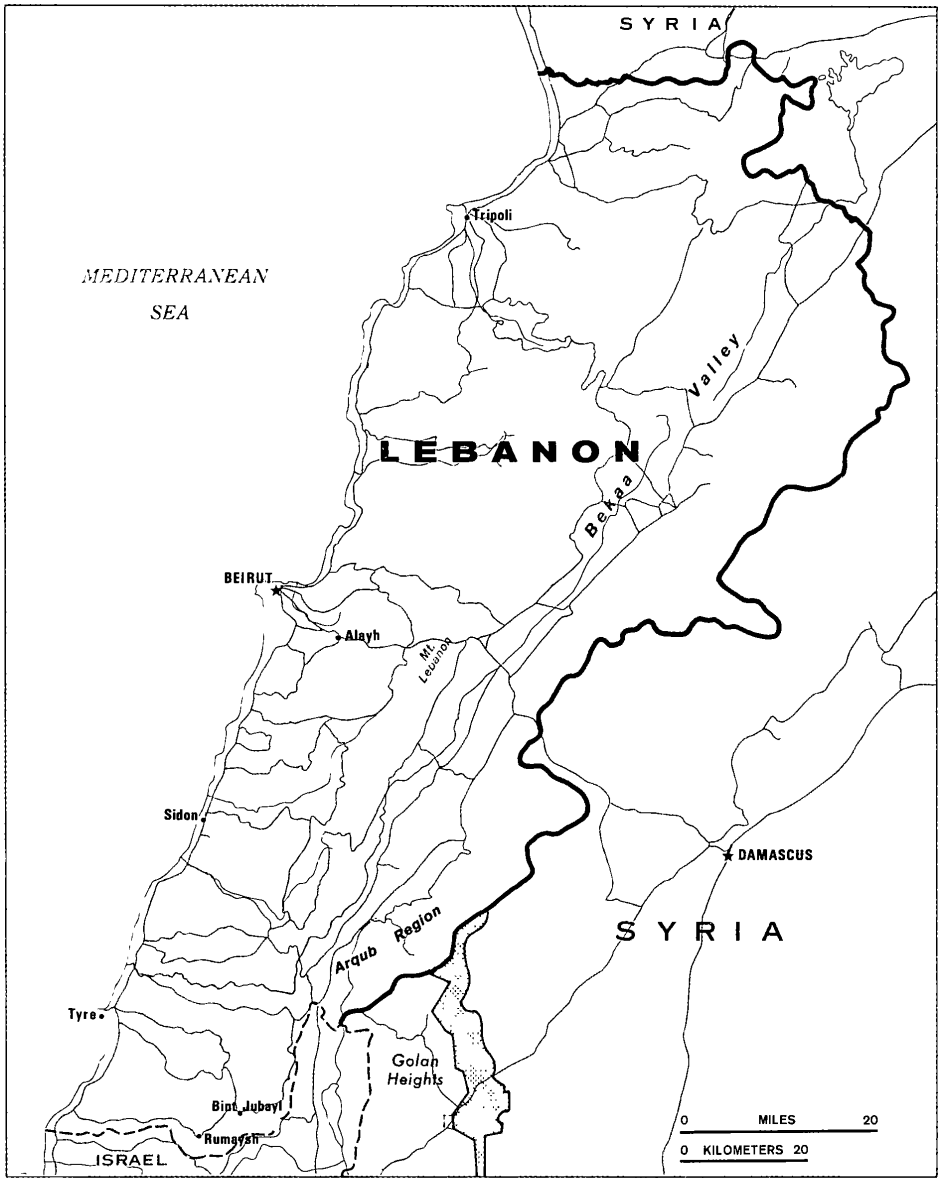 SYRIA
Tripoli
MEDITERRANEAN
SEA
Valley
LEBANON
Bekaa
BEIRUT
Alayh
Mt.
Lebanon
Sidon
DAMASCUS
SYRIA
Arqub Region
Tyre
Golan
Heights
Bint Jubayl
Rumaysh
ISRAEL
0 MILES 20
0 KILOMETERS 20